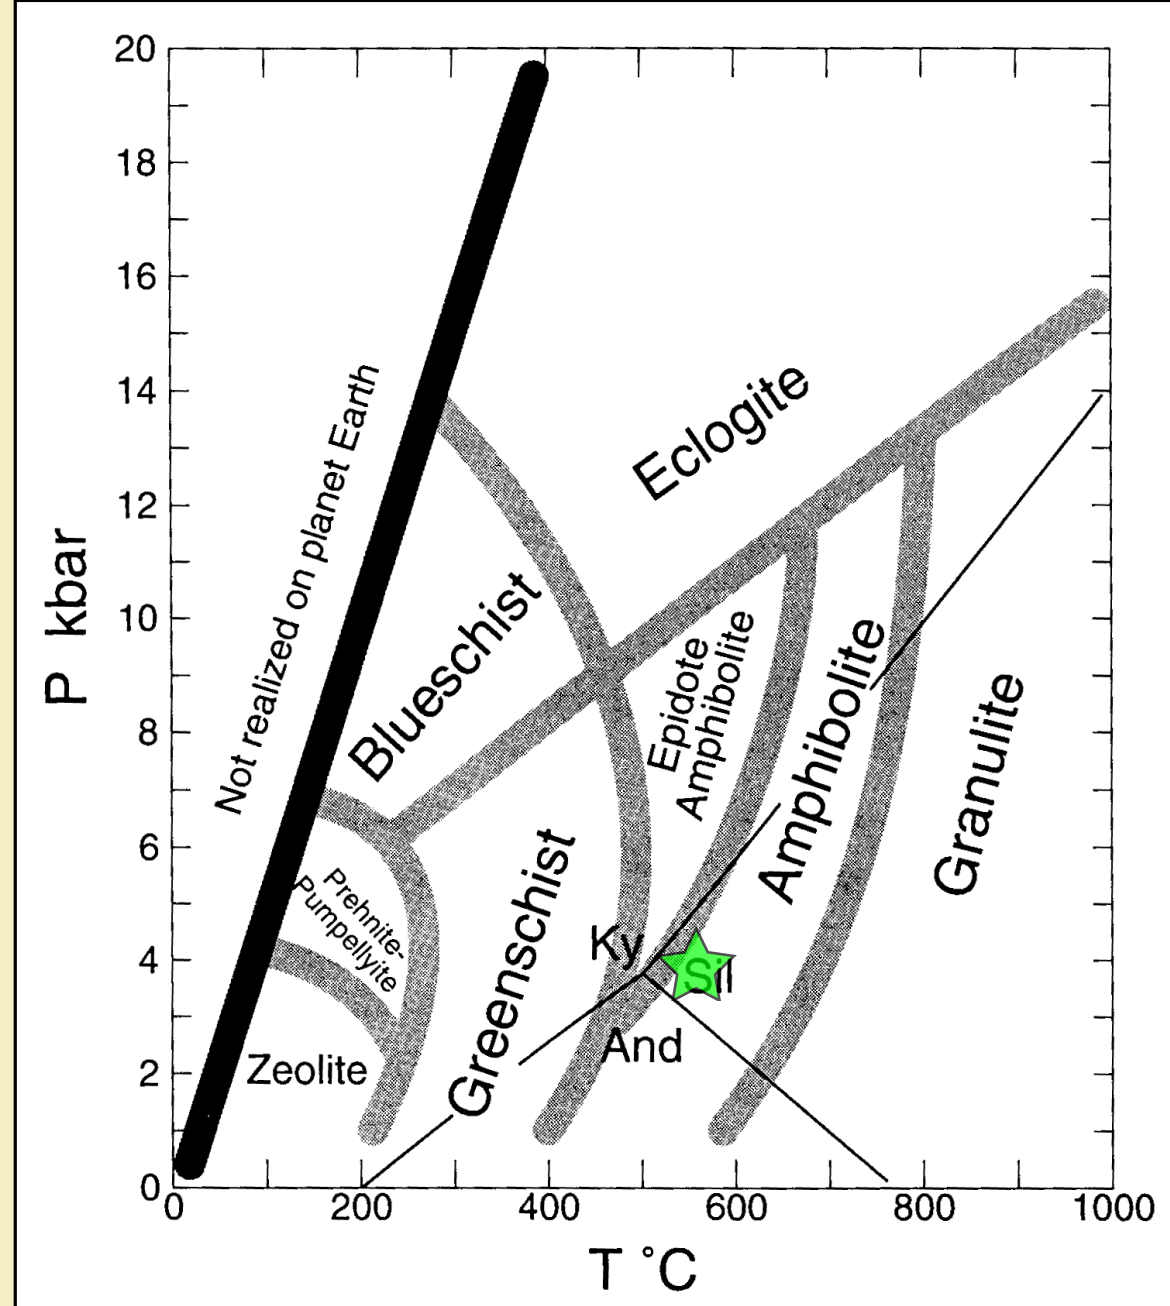 20
18
16
14
12
10
8
6
4
2
0
P kbar
Not realized on planet Earth
Eclogite
Blueschist
Epidote
Amphibolite
Amphibolite
Granulite
Prehnite-
Pumpellyite
Greenschist
Ky
Sil
And
Zeolite
0 200 400 600 800 1000
T °C